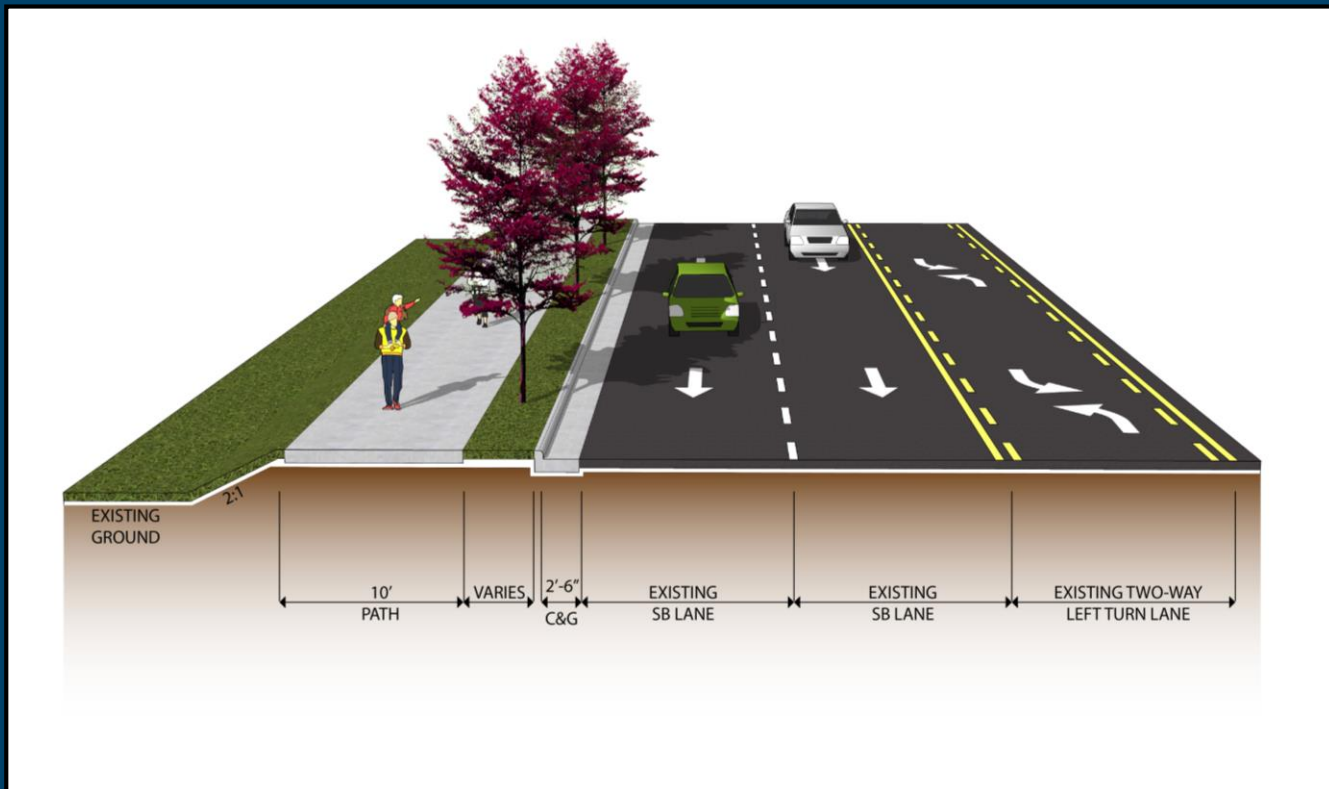 EXISTING
GROUND
2:1
10'
PATH
VARIES
2'-6"
C&G
EXISTING
SB LANE
EXISTING
SB LANE
EXISTING TWO-WAY
LEFT TURN LANE